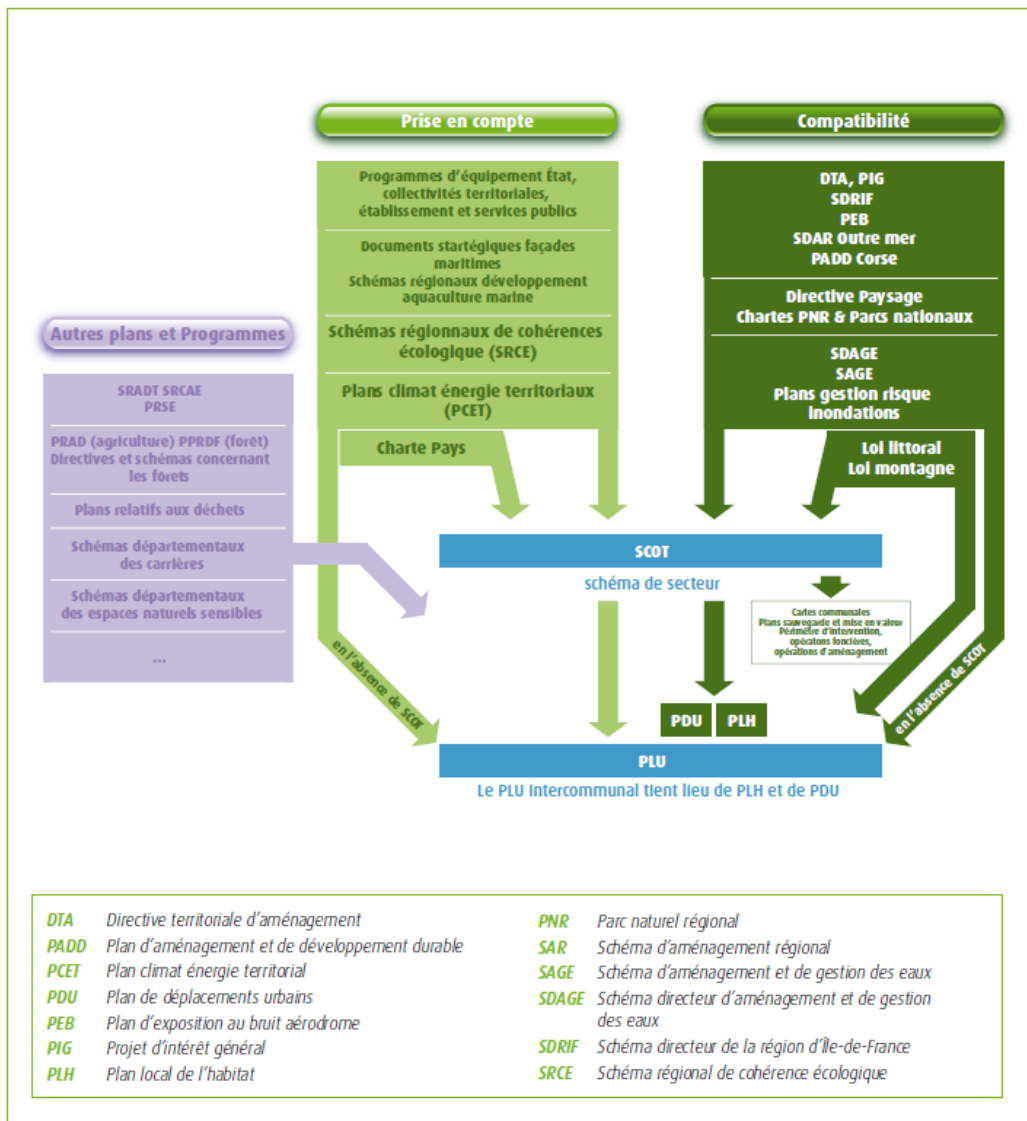 Prise en compte
Programmes d'équipement État,
collectivités territoriales,
établissement et services publics
Documents startégiques façades
maritimes
Schémas régionaux développement
aquaculture marine
Schémas régionnaux de cohérences
écologique (SRCE)
Plans climat énergie territoriaux
(PCET)
Charte Pays
en l'absence de SCOT
Compatibilité
DTA, PIG
SDRIF
PEB
SDAR Outre mer
PADD Corse
Directive Paysage
Chartes PNR & Parcs nationaux
SDAGE
SAGE
Plans gestion risque
Inondations
Loi littoral
Loi montagne
en l'absence de SCOT
Autres plans et Programmes
SRADT SRCAE
PRSE
PRAD (agriculture) PPRDF (forêt)
Directives et schémas concernant
les forets
Plans relatifs aux déchets
Schémas départementaux
des carrières
Schémas départementaux
des espaces naturels sensibles
...
SCOT
schéma de secteur
Cartes communales
Plans sauvegarde et mise en valeur
Périmètre d'intervention,
opératons foncières,
opérations d'aménagement
PDU
PLH
PLU
Le PLU Intercommunal tient lieu de PLH et de PDU
DTA Directive territoriale d'aménagement
PADD Plan d'aménagement et de développement durable
PCET Plan climat énergie territorial
PDU Plan de déplacements urbains
PEB Plan d'exposition au bruit aérodrome
PIG Projet d'intérêt général
PLH Plan local de l'habitat
PNR Parc naturel régional
SAR Schéma d'aménagement régional
SAGE Schéma d'aménagement et de gestion des eaux
SDAGE Schéma directeur d'aménagement et de gestion
des eaux
SDRIF Schéma directeur de la région d'Île-de-France
SRCE Schéma régional de cohérence écologique